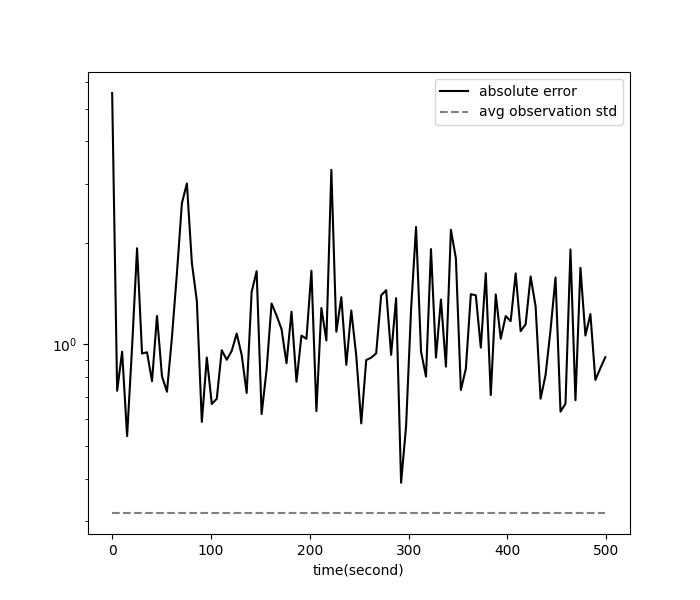 absolute error
avg observation std
10⁰
0 100 200 300 400 500
time(second)